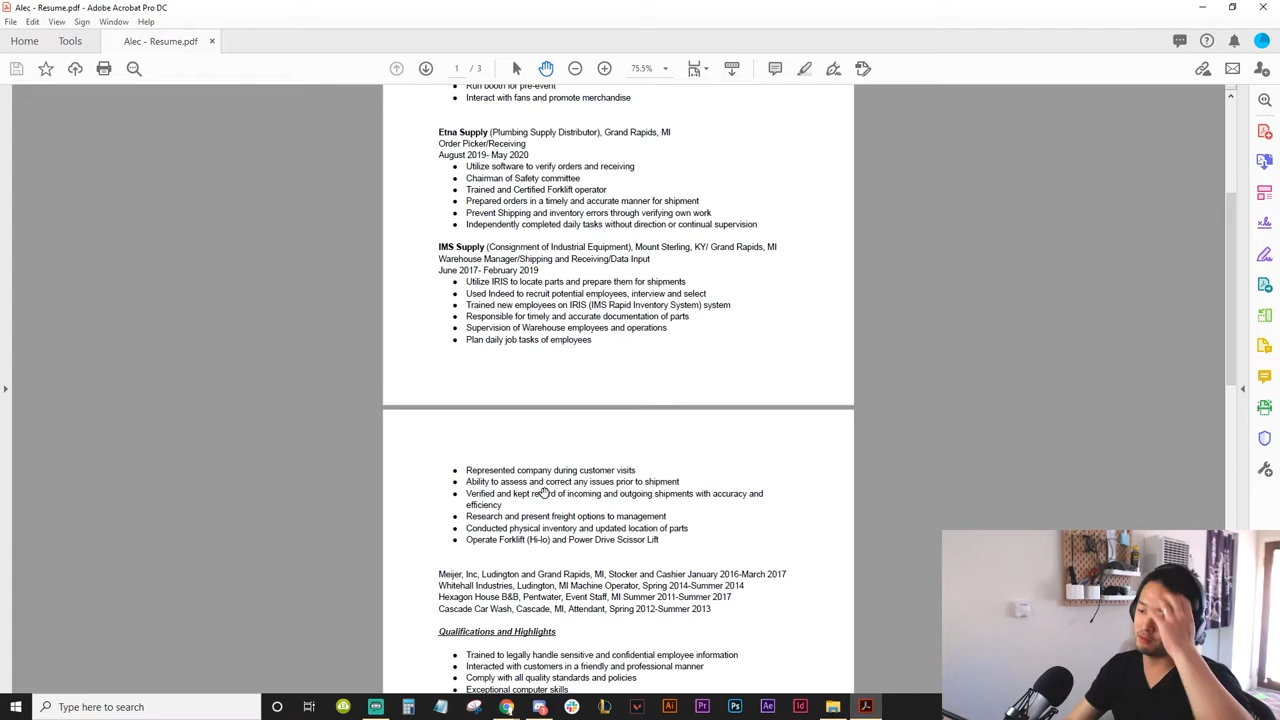 Alec - Resume.pdf - Adobe Acrobat Pro DC
File Edit View Sign Window Help
Home Tools Alec - Resume.pdf ×
1 / 3 75.5%
Run booth for pre-event
• Interact with fans and promote merchandise
Etna Supply (Plumbing Supply Distributor), Grand Rapids, MI
Order Picker/Receiving
August 2019- May 2020
• Utilize software to verify orders and receiving
• Chairman of Safety committee
• Trained and Certified Forklift operator
• Prepared orders in a timely and accurate manner for shipment
• Prevent Shipping and inventory errors through verifying own work
• Independently completed daily tasks without direction or continual supervision
IMS Supply (Consignment of Industrial Equipment), Mount Sterling, KY/ Grand Rapids, MI
Warehouse Manager/Shipping and Receiving/Data Input
June 2017- February 2019
• Utilize IRIS to locate parts and prepare them for shipments
• Used Indeed to recruit potential employees, interview and select
• Trained new employees on IRIS (IMS Rapid Inventory System) system
• Responsible for timely and accurate documentation of parts
• Supervision of Warehouse employees and operations
• Plan daily job tasks of employees
• Represented company during customer visits
• Ability to assess and correct any issues prior to shipment
• Verified and kept record of incoming and outgoing shipments with accuracy and
efficiency
• Research and present freight options to management
• Conducted physical inventory and updated location of parts
• Operate Forklift (Hi-lo) and Power Drive Scissor Lift
Meijer, Inc, Ludington and Grand Rapids, MI, Stocker and Cashier January 2016-March 2017
Whitehall Industries, Ludington, MI Machine Operator, Spring 2014-Summer 2014
Hexagon House B&B, Pentwater, Event Staff, MI Summer 2011-Summer 2017
Cascade Car Wash, Cascade, MI, Attendant, Spring 2012-Summer 2013
Qualifications and Highlights
• Trained to legally handle sensitive and confidential employee information
• Interacted with customers in a friendly and professional manner
• Comply with all quality standards and policies
• Exceptional computer skills
Type here to search
Ai Pr Ps Ae Id